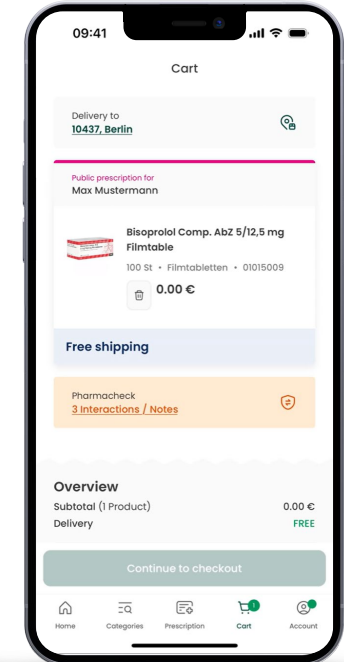 09:41
Cart
Delivery to
10437, Berlin
Public prescription for
Max Mustermann
Bisoprolol Comp. AbZ 5/12,5 mg
Filmtable
100 St • Filmtabletten • 01015009
0.00 €
Free shipping
Pharmacheck
3 Interactions / Notes
Overview
Subtotal (1 Product) 0.00 €
Delivery FREE
Continue to checkout
1
Home Categories Prescription Cart Account